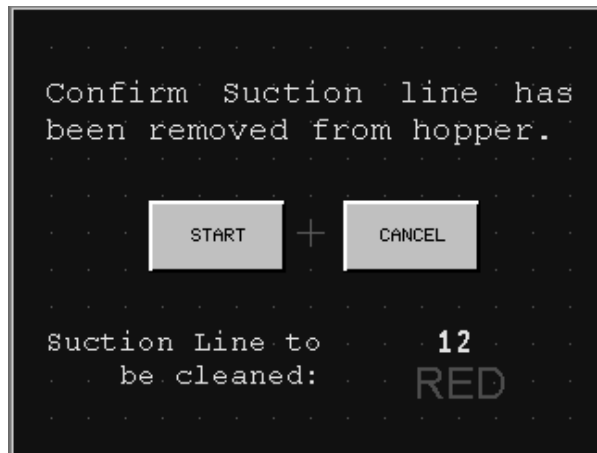 Confirm Suction line has
been removed from hopper.
START
CANCEL
Suction Line to
be cleaned:
12
RED